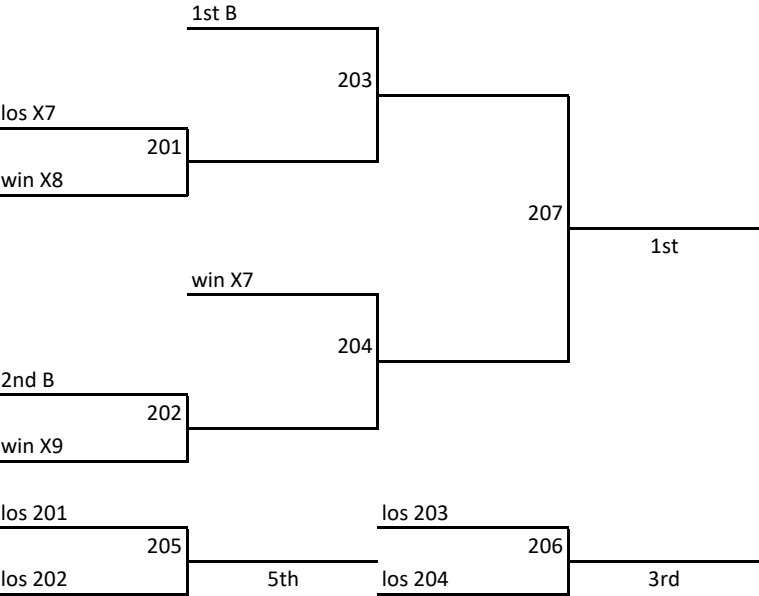 1st B
203
los X7
201
win X8
207
1st
win X7
204
2nd B
202
win X9
los 201
los 203
205
206
los 202
5th
los 204
3rd